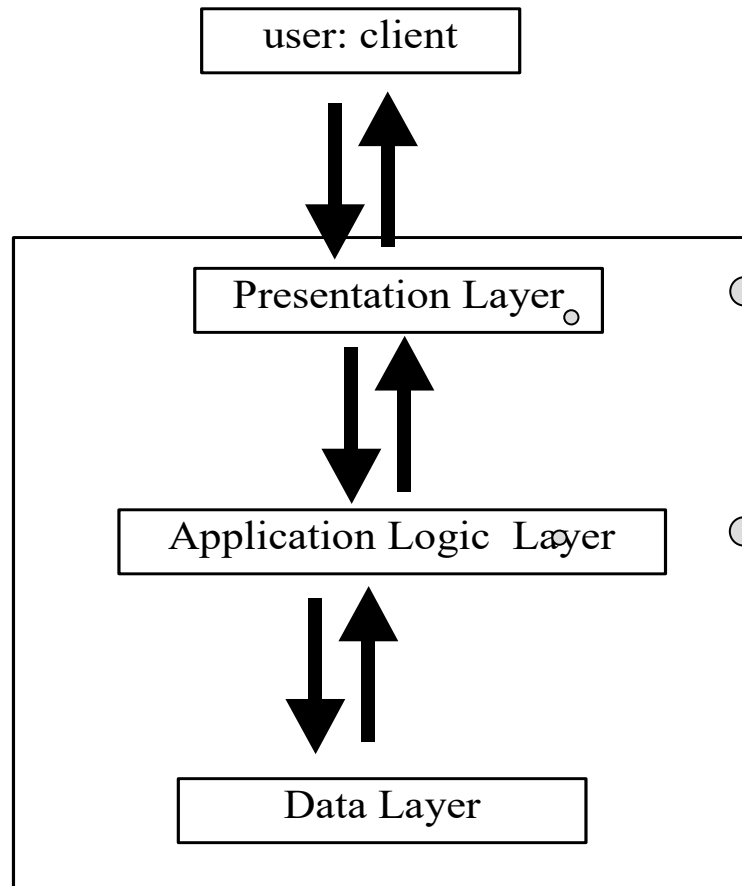 user: client
Presentation Layer
Application Logic Layer
Data Layer